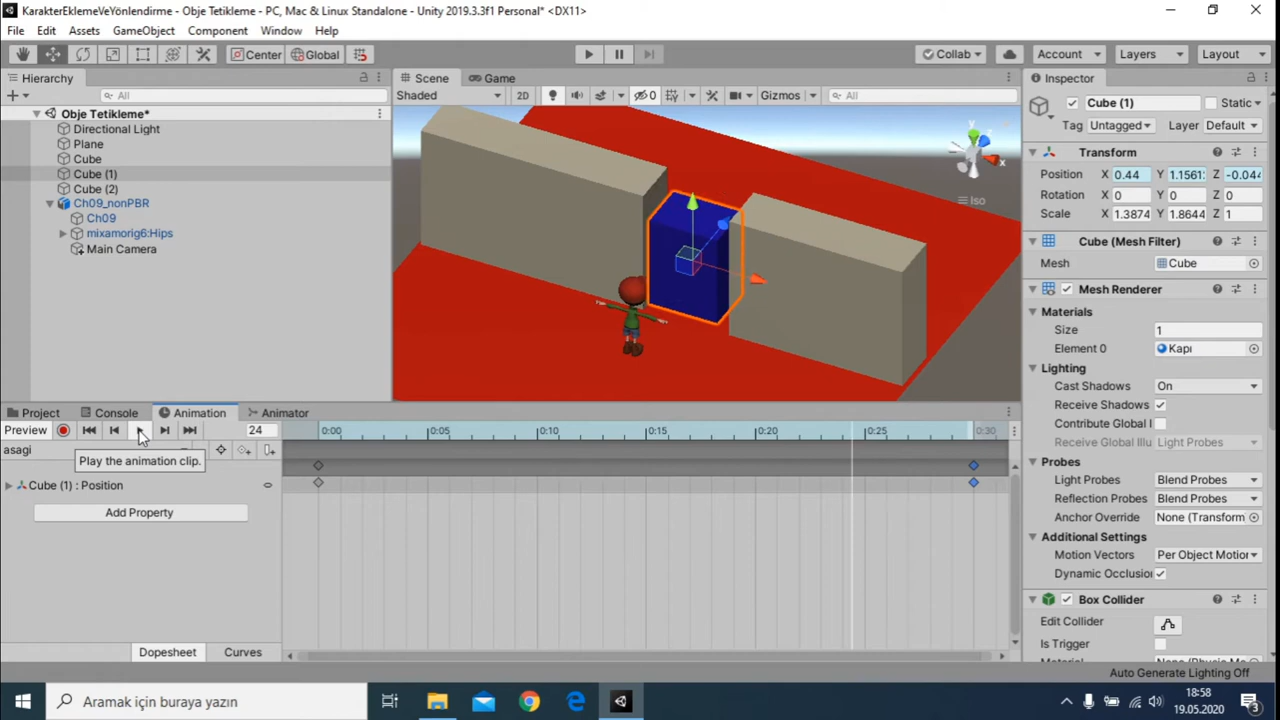 KarakterEklemeVeYönlendirme - Obje Tetikleme - PC, Mac & Linux Standalone - Unity 2019.3.3f1 Personal* <DX11>
File Edit Assets GameObject Component Window Help
Center Global Collab Account Layers Layout
Hierarchy Scene Game Inspector
All Shaded 2D 0 Gizmos All Cube (1) Static
Obje Tetikleme*
Tag Untagged Layer Default
Directional Light
Plane
Cube
Cube (1)
Cube (2)
Ch09_nonPBR
Ch09
mixamorig6:Hips
Main Camera
x
Iso
Transform
Position X 0.44 Y 1.1561 Z -0.044
Rotation X 0 Y 0 Z 0
Scale X 1.3874 Y 1.8644 Z 1
Cube (Mesh Filter)
Mesh Cube
Mesh Renderer
Materials
Size 1
Element 0 Kapı
Lighting
Cast Shadows On
Receive Shadows
Contribute Global I
Receive Global Illu Light Probes
Probes
Light Probes Blend Probes
Reflection Probes Blend Probes
Anchor Override None (Transform
Additional Settings
Motion Vectors Per Object Motion
Dynamic Occlusio
Box Collider
Edit Collider
Is Trigger
Project Console Animation Animator
Preview 24 0:00 0:05 0:10 0:15 0:20 0:25 0:30
asagi
Play the animation clip.
Cube (1) : Position
Add Property
Dopesheet Curves
Auto Generate Lighting Off
Aramak için buraya yazın
18:58
19.05.2020
3